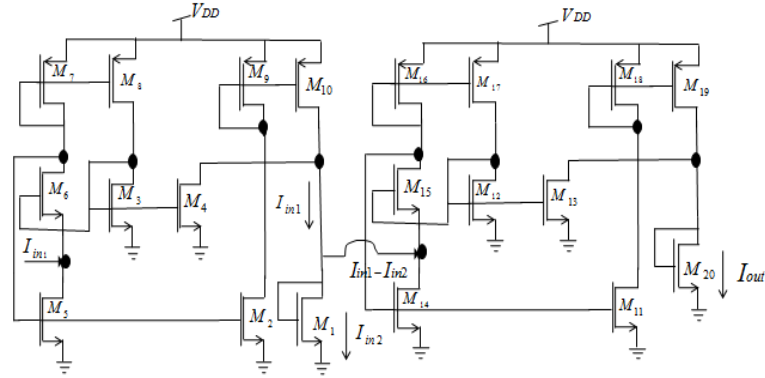 VDD VDD
M7 M8 M9 M10 M16 M17 M18 M19
M6 M3 M4 Iin1 M15 M12 M13
Iin1 Iin1−Iin2 M20 Iout
M5 M2 M1 Iin2 M14 M11